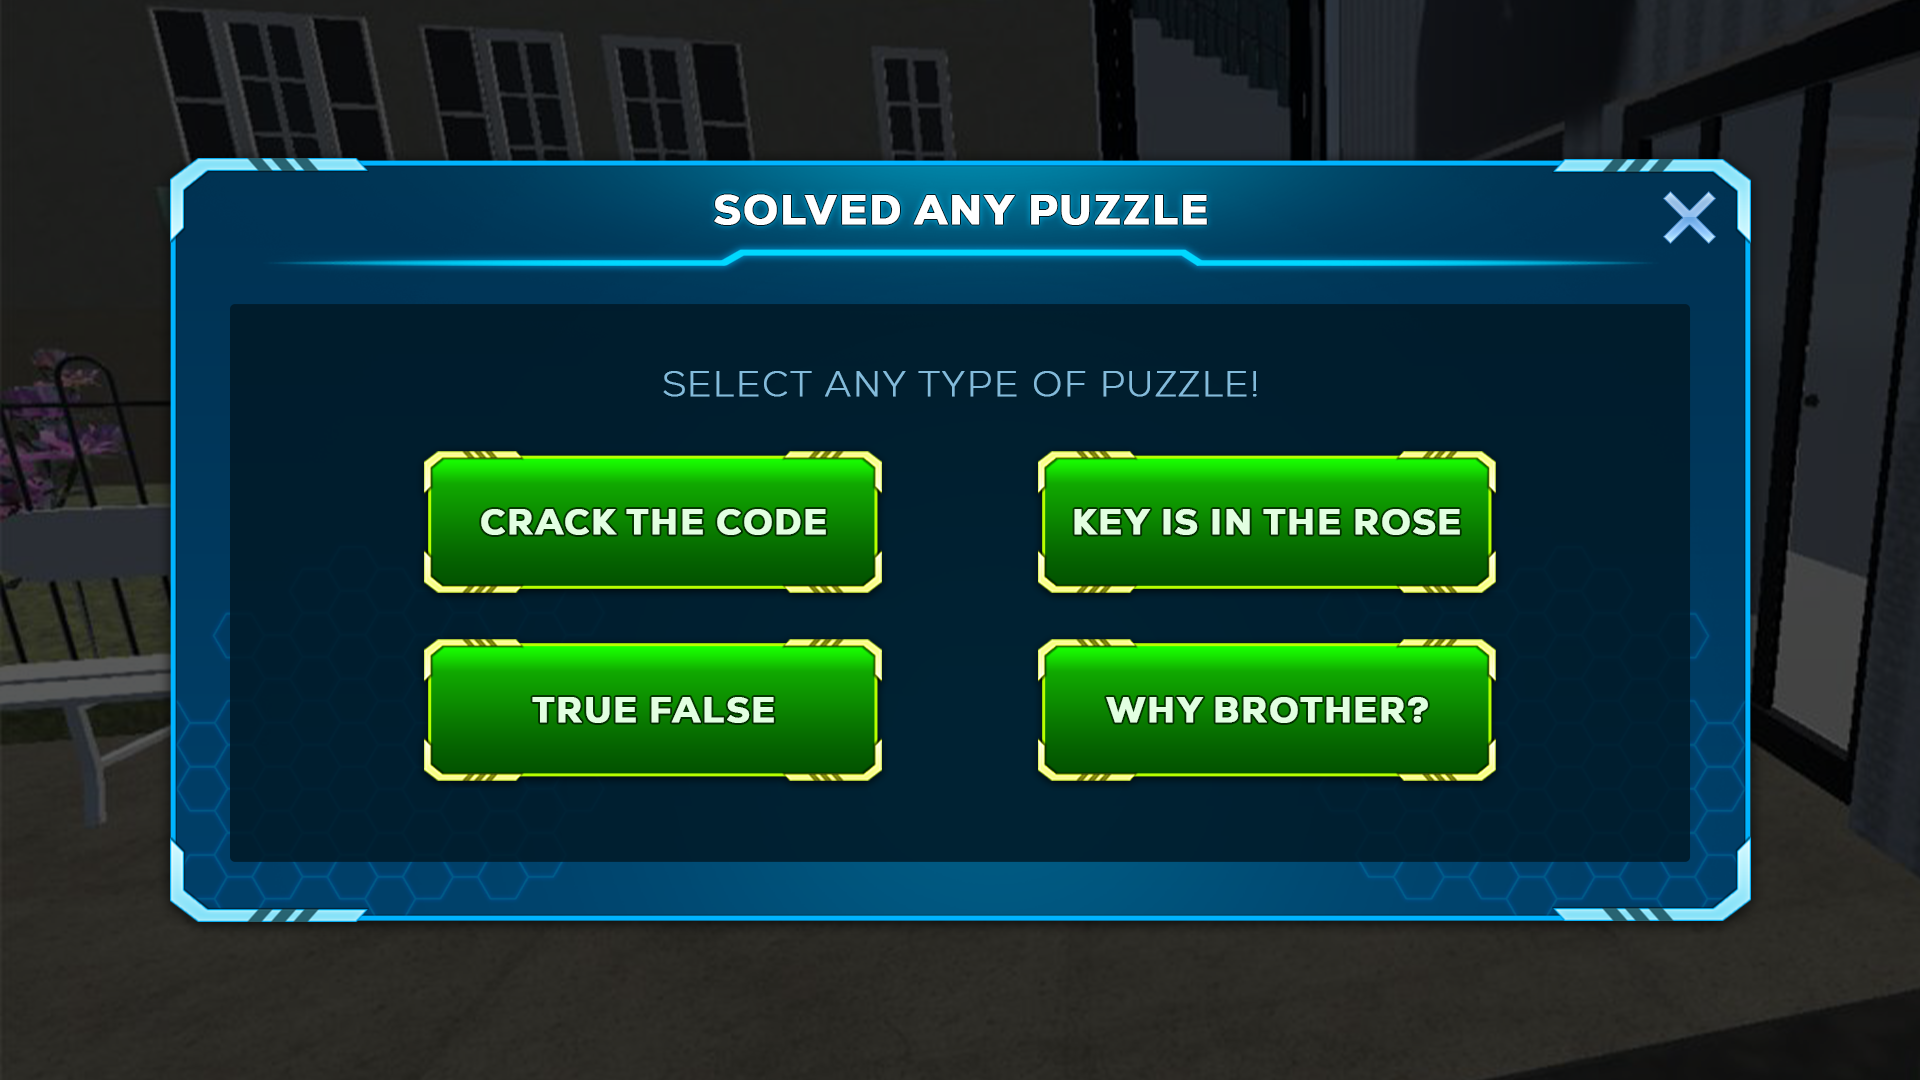 SOLVED ANY PUZZLE
SELECT ANY TYPE OF PUZZLE!
CRACK THE CODE
KEY IS IN THE ROSE
TRUE FALSE
WHY BROTHER?